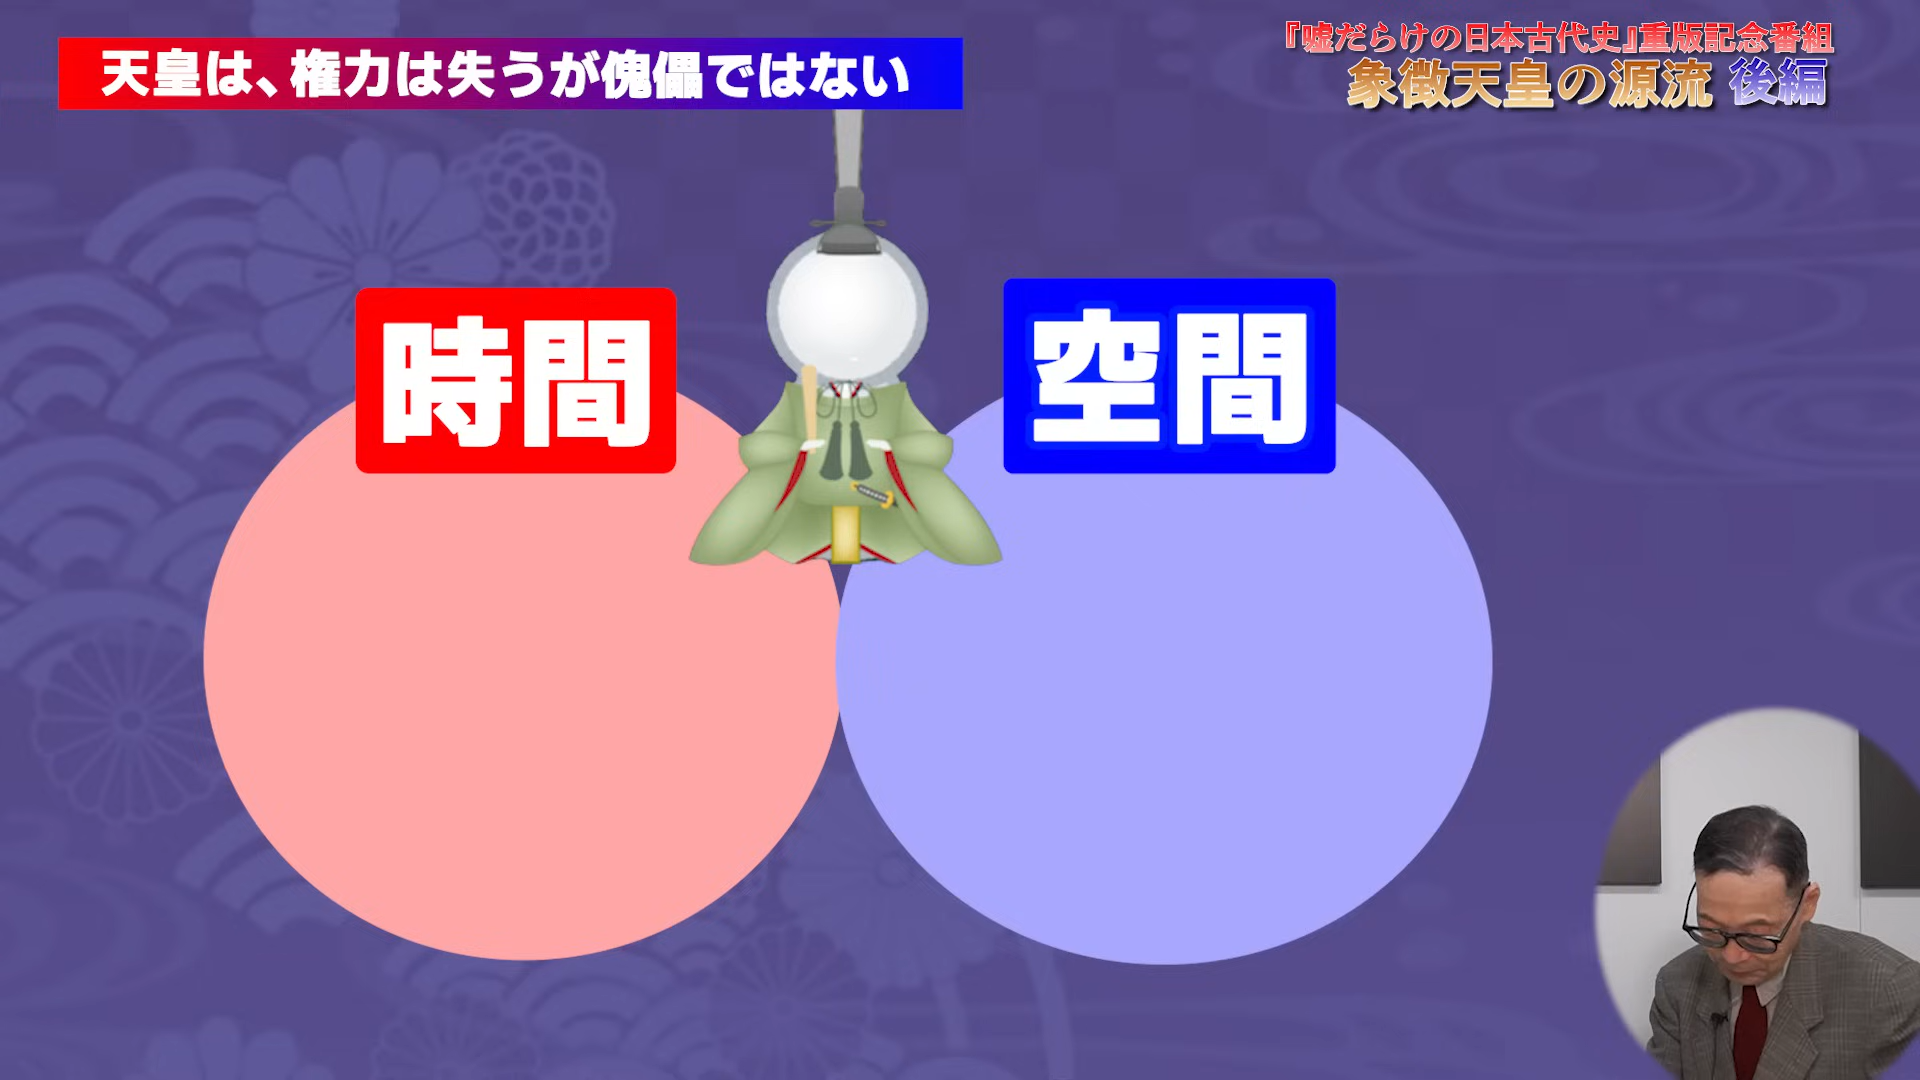 天皇は、権力は失うが傀儡ではない
『嘘だらけの日本古代史』重版記念番組
象徴天皇の源流 後編
時間
空間